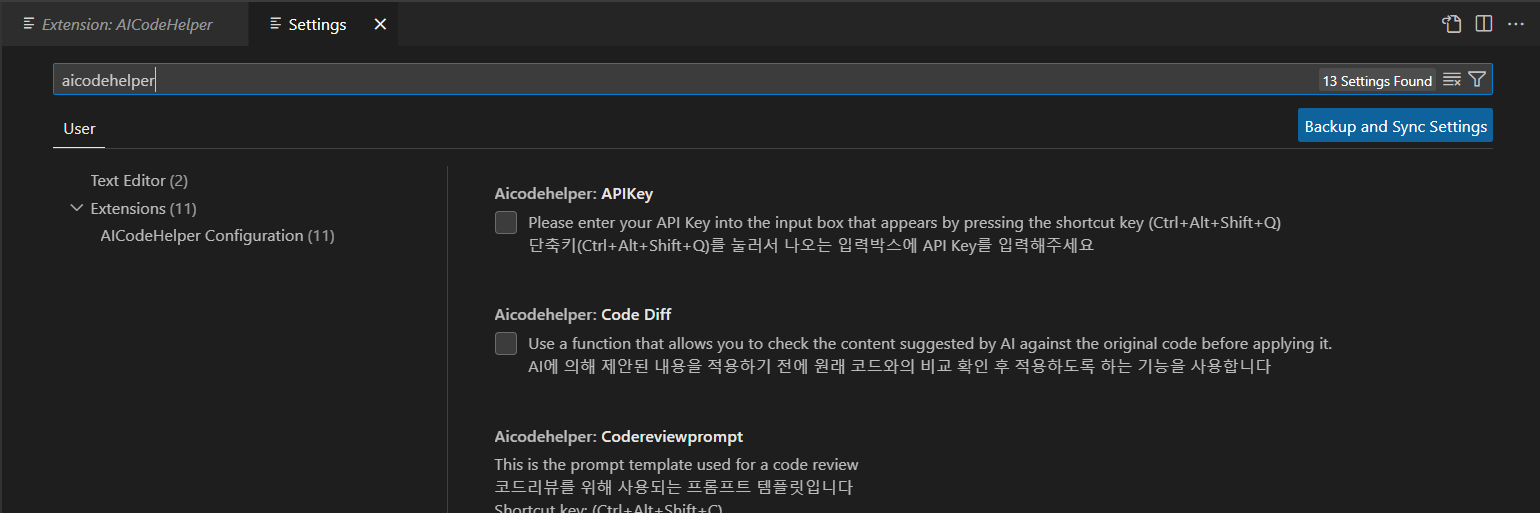 Extension: AICodeHelper
Settings
aicodehelper
13 Settings Found
User
Backup and Sync Settings
Text Editor (2)
Extensions (11)
AICodeHelper Configuration (11)
Aicodehelper: APIKey
Please enter your API Key into the input box that appears by pressing the shortcut key (Ctrl+Alt+Shift+Q)
단축키(Ctrl+Alt+Shift+Q)를 눌러서 나오는 입력박스에 API Key를 입력해주세요
Aicodehelper: Code Diff
Use a function that allows you to check the content suggested by AI against the original code before applying it.
AI에 의해 제안된 내용을 적용하기 전에 원래 코드와의 비교 확인 후 적용하도록 하는 기능을 사용합니다
Aicodehelper: Codereviewprompt
This is the prompt template used for a code review
코드리뷰를 위해 사용되는 프롬프트 템플릿입니다
Shortcut key: (Ctrl+Alt+Shift+C)